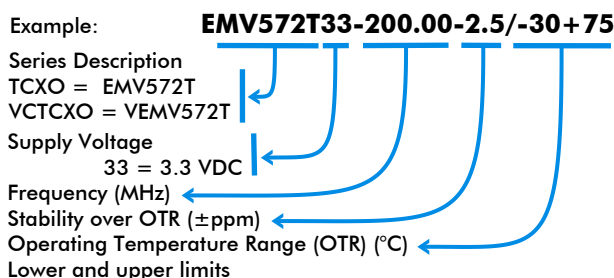 Example: EMV572T33-200.00-2.5/-30+75
Series Description
TCXO = EMV572T
VCTCXO = VEMV572T
Supply Voltage
33 = 3.3 VDC
Frequency (MHz)
Stability over OTR (±ppm)
Operating Temperature Range (OTR) (°C)
Lower and upper limits